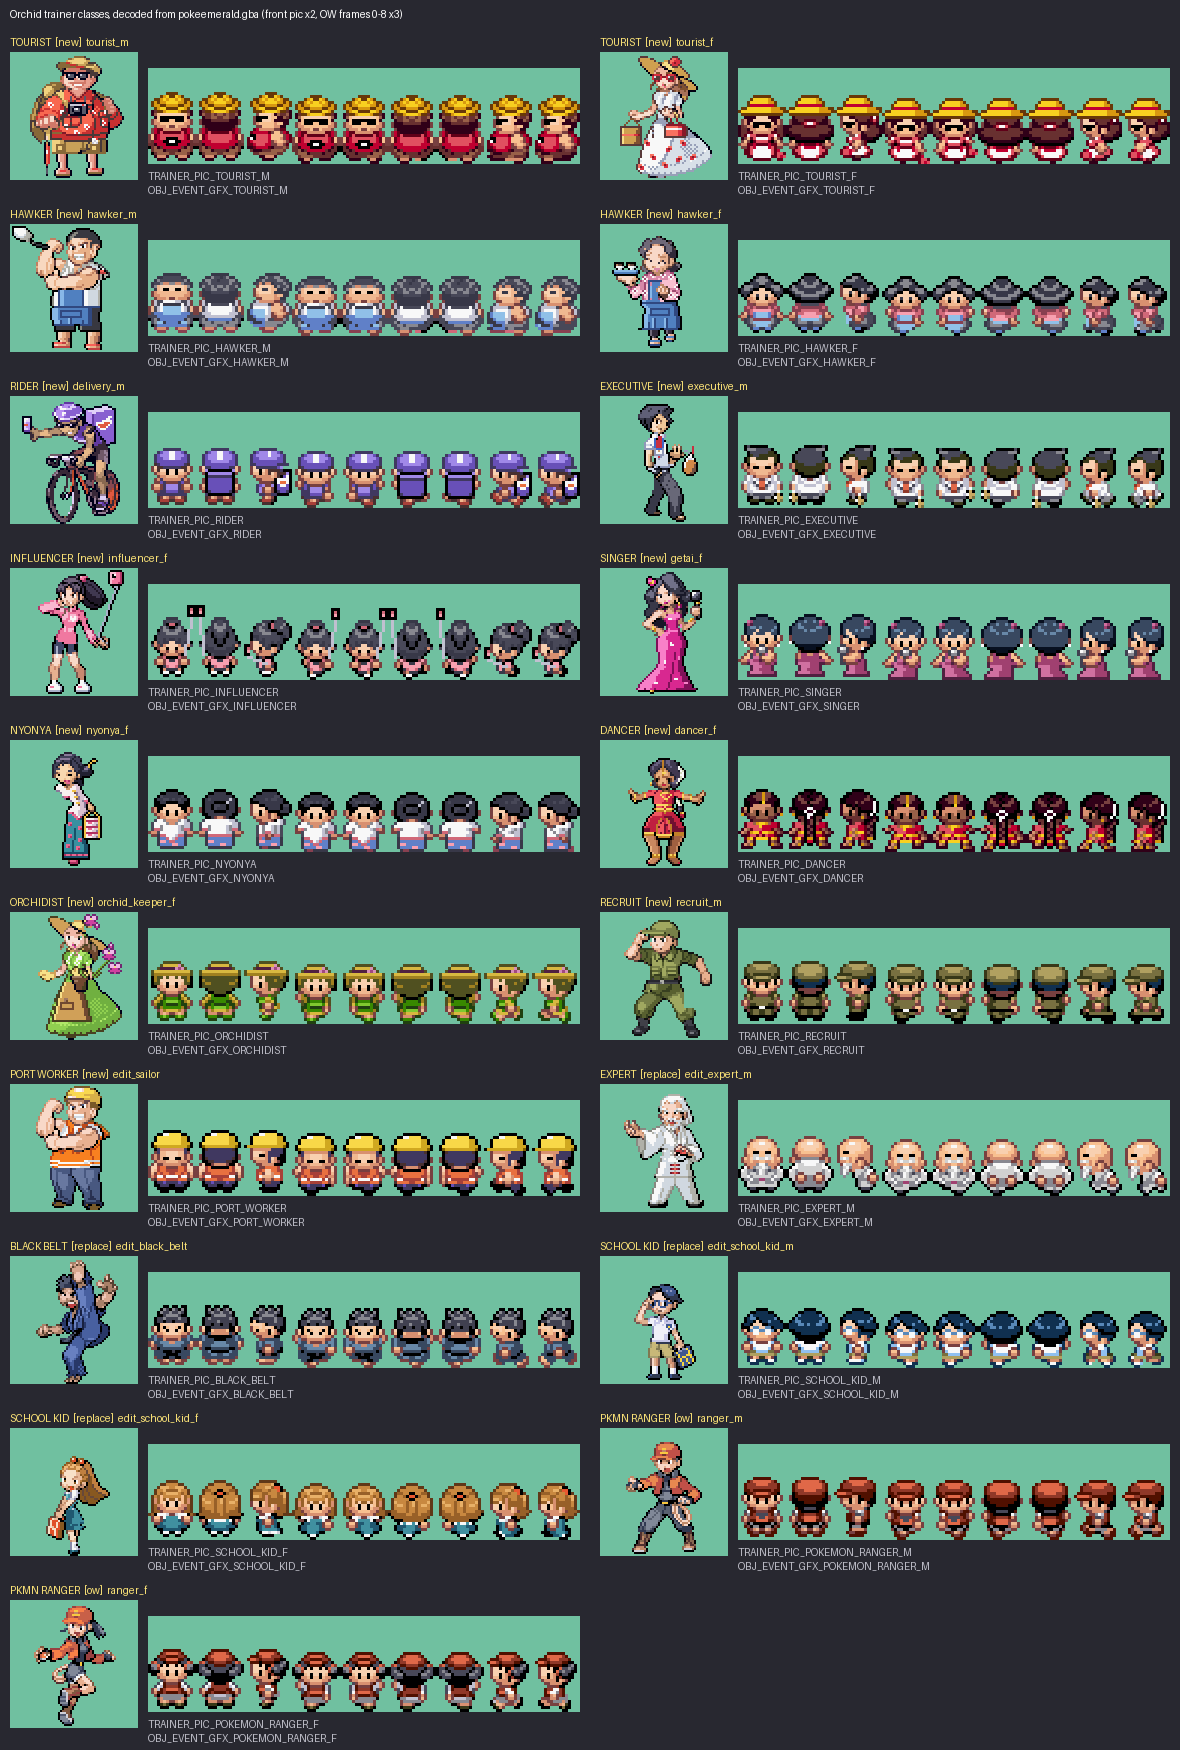 Orchid trainer classes, decoded from pokeemerald.gba (front pic x2, OW frames 0-8 x3)
TOURIST [new] tourist_m
TRAINER_PIC_TOURIST_M
OBJ_EVENT_GFX_TOURIST_M
TOURIST [new] tourist_f
TRAINER_PIC_TOURIST_F
OBJ_EVENT_GFX_TOURIST_F
HAWKER [new] hawker_m
TRAINER_PIC_HAWKER_M
OBJ_EVENT_GFX_HAWKER_M
HAWKER [new] hawker_f
TRAINER_PIC_HAWKER_F
OBJ_EVENT_GFX_HAWKER_F
RIDER [new] delivery_m
TRAINER_PIC_RIDER
OBJ_EVENT_GFX_RIDER
EXECUTIVE [new] executive_m
TRAINER_PIC_EXECUTIVE
OBJ_EVENT_GFX_EXECUTIVE
INFLUENCER [new] influencer_f
TRAINER_PIC_INFLUENCER
OBJ_EVENT_GFX_INFLUENCER
SINGER [new] getai_f
TRAINER_PIC_SINGER
OBJ_EVENT_GFX_SINGER
NYONYA [new] nyonya_f
TRAINER_PIC_NYONYA
OBJ_EVENT_GFX_NYONYA
DANCER [new] dancer_f
TRAINER_PIC_DANCER
OBJ_EVENT_GFX_DANCER
ORCHIDIST [new] orchid_keeper_f
TRAINER_PIC_ORCHIDIST
OBJ_EVENT_GFX_ORCHIDIST
RECRUIT [new] recruit_m
TRAINER_PIC_RECRUIT
OBJ_EVENT_GFX_RECRUIT
PORT WORKER [new] edit_sailor
TRAINER_PIC_PORT_WORKER
OBJ_EVENT_GFX_PORT_WORKER
EXPERT [replace] edit_expert_m
TRAINER_PIC_EXPERT_M
OBJ_EVENT_GFX_EXPERT_M
BLACK BELT [replace] edit_black_belt
TRAINER_PIC_BLACK_BELT
OBJ_EVENT_GFX_BLACK_BELT
SCHOOL KID [replace] edit_school_kid_m
TRAINER_PIC_SCHOOL_KID_M
OBJ_EVENT_GFX_SCHOOL_KID_M
SCHOOL KID [replace] edit_school_kid_f
TRAINER_PIC_SCHOOL_KID_F
OBJ_EVENT_GFX_SCHOOL_KID_F
PKMN RANGER [ow] ranger_m
TRAINER_PIC_POKEMON_RANGER_M
OBJ_EVENT_GFX_POKEMON_RANGER_M
PKMN RANGER [ow] ranger_f
TRAINER_PIC_POKEMON_RANGER_F
OBJ_EVENT_GFX_POKEMON_RANGER_F